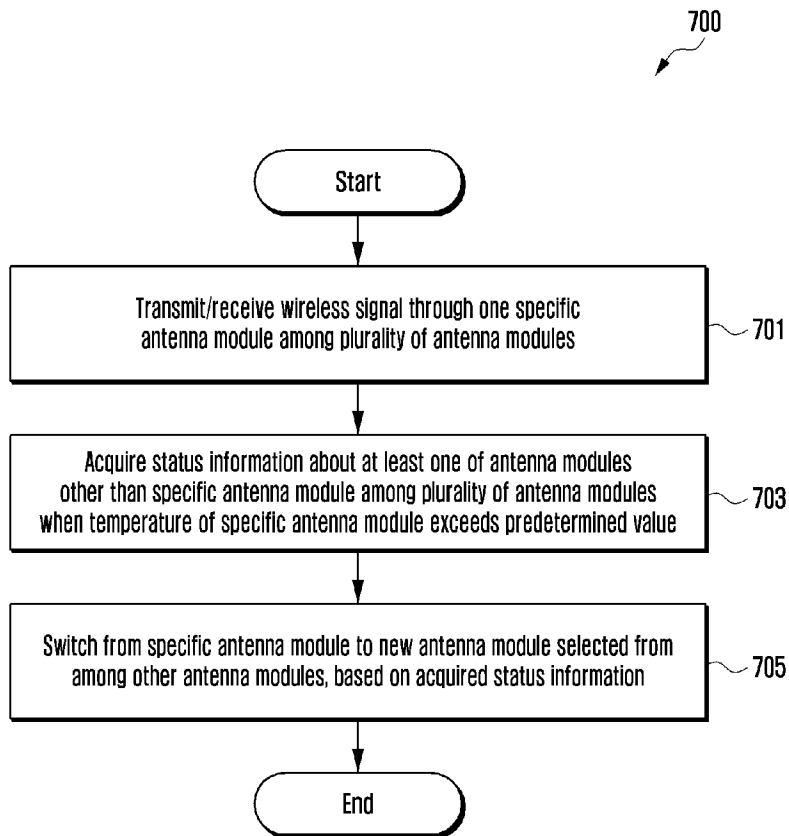 700
Start
Transmit/receive wireless signal through one specific
antenna module among plurality of antenna modules
701
Acquire status information about at least one of antenna modules
other than specific antenna module among plurality of antenna modules
when temperature of specific antenna module exceeds predetermined value
703
Switch from specific antenna module to new antenna module selected from
among other antenna modules, based on acquired status information
705
End